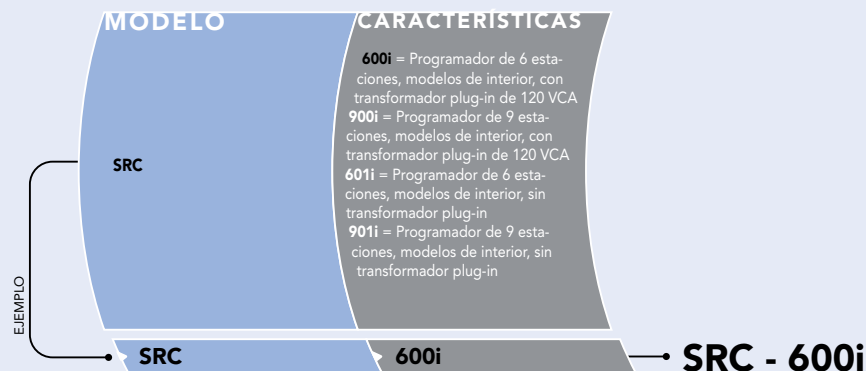 MODELO
CARACTERÍSTICAS
600i = Programador de 6 esta-
ciones, modelos de interior, con
transformador plug-in de 120 VCA
900i = Programador de 9 esta-
ciones, modelos de interior, con
transformador plug-in de 120 VCA
601i = Programador de 6 esta-
ciones, modelos de interior, sin
transformador plug-in
901i = Programador de 9 esta-
ciones, modelos de interior, sin
transformador plug-in
SRC
EJEMPLO
SRC
600i
SRC - 600i